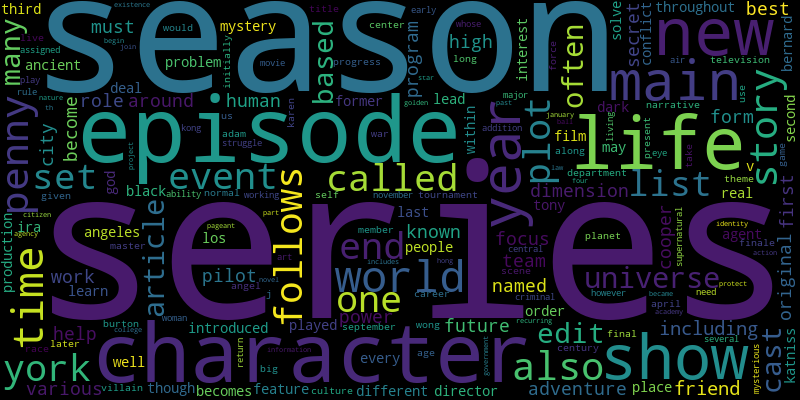 season
series
episode
character
life
new
main
show
world
year
universe
story
also
york
time
follows
one
end
event
called
set
list
edit
plot
cast
article
penny
often
based
many
third
must
would
mystery
high
program
interest
solve
secret
conflict
throughout
best
bernard
ancient
assigned
problem
initially
movie
progress
center
long
whose
television
air
deal
role
around
human
former
lead
within
film
dark
form
second
city
become
adam
karen
war
struggle
along
may
department
dimension
real
first
original
god
black
ability
normal
working
self
november
tournament
tony
ira
given
los
angeles
pilot
last
known
people
focus
team
named
cooper
supernatural
agent
planet
identity
finale
action
work
learn
production
citizen
agency
master
angel
member
power
central
scene
criminal
career
however
need
protect
april
help
later
burton
college
introduced
played
september
wong
future
order
recurring
final
century
including
several
place
friend
katniss
mysterious
various
villain
though
becomes
feature
culture
different
director
adventure
government
information
every
age
big
return
well
woman
pageant
novel
part
art
includes
hong
kong
golden
star
early
title
existence
join
begin
live
play
rule
nature
project
us
addition
major
past
january
living
present
eye
narrative
theme
game
use
take
force
law
four
became
academy
race